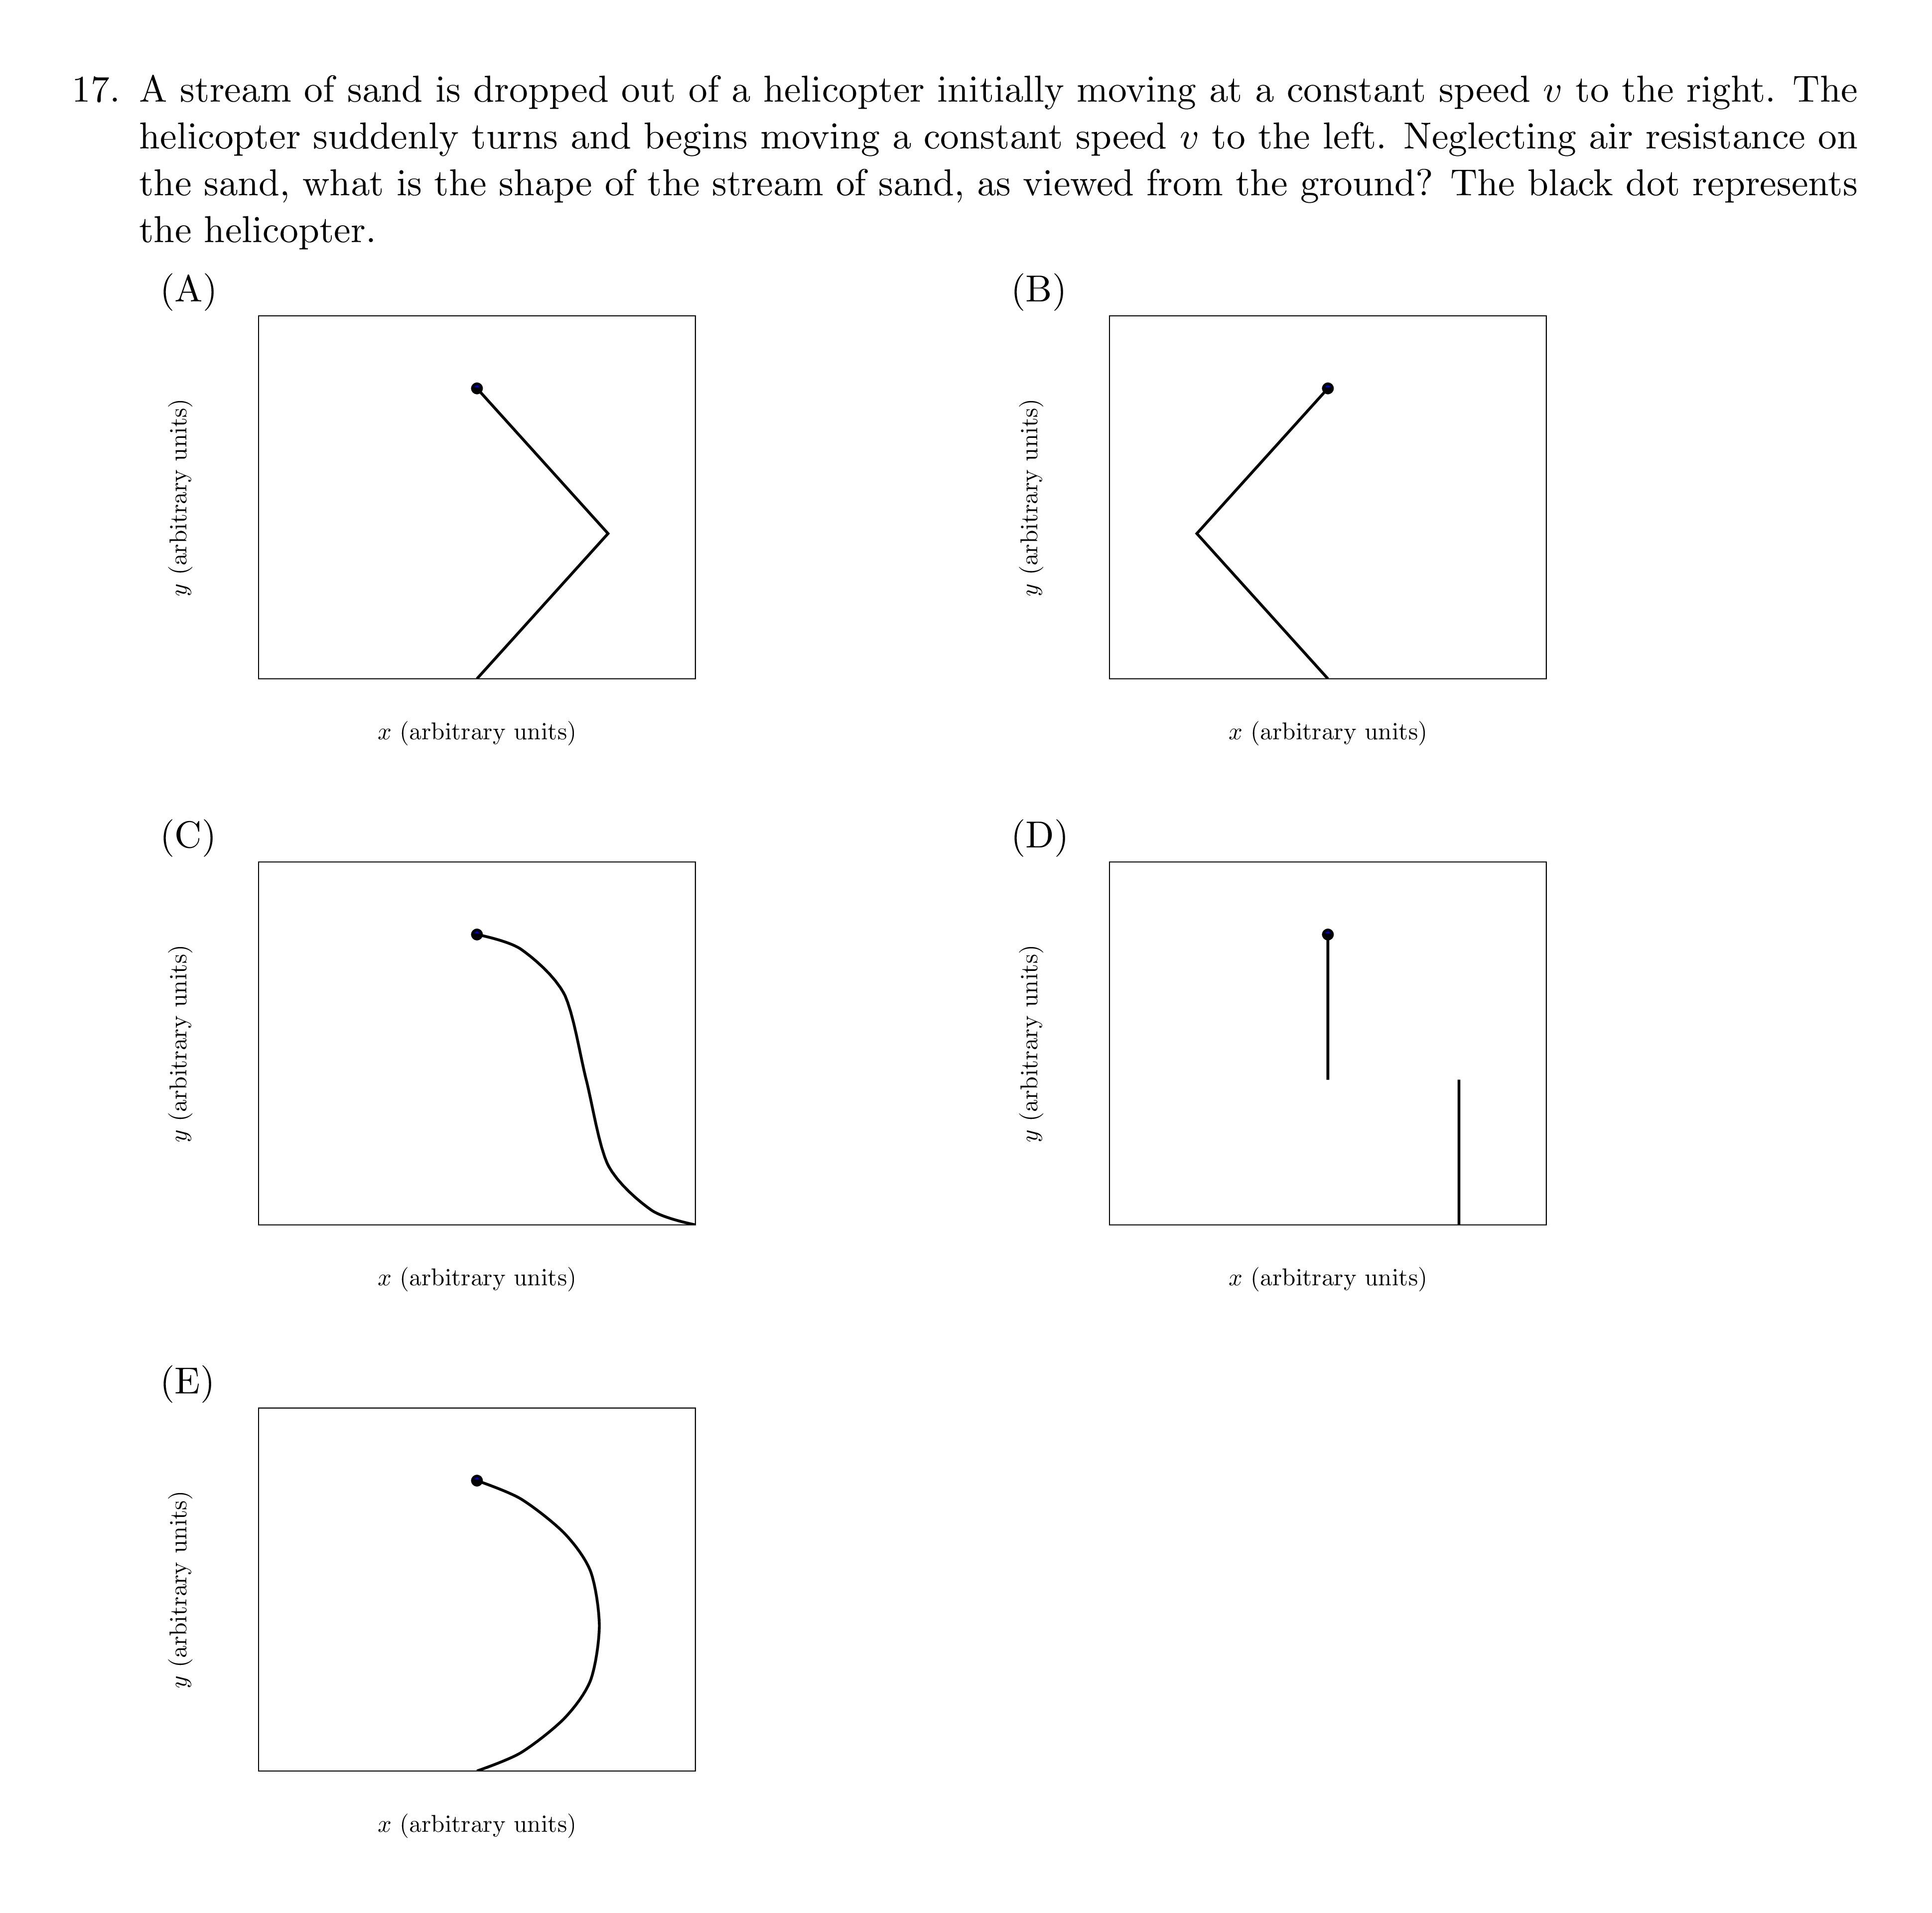 17. A stream of sand is dropped out of a helicopter initially moving at a constant speed v to the right. The
helicopter suddenly turns and begins moving a constant speed v to the left. Neglecting air resistance on
the sand, what is the shape of the stream of sand, as viewed from the ground? The black dot represents
the helicopter.
(A)
y (arbitrary units)
x (arbitrary units)
(B)
y (arbitrary units)
x (arbitrary units)
(C)
y (arbitrary units)
x (arbitrary units)
(D)
y (arbitrary units)
x (arbitrary units)
(E)
y (arbitrary units)
x (arbitrary units)